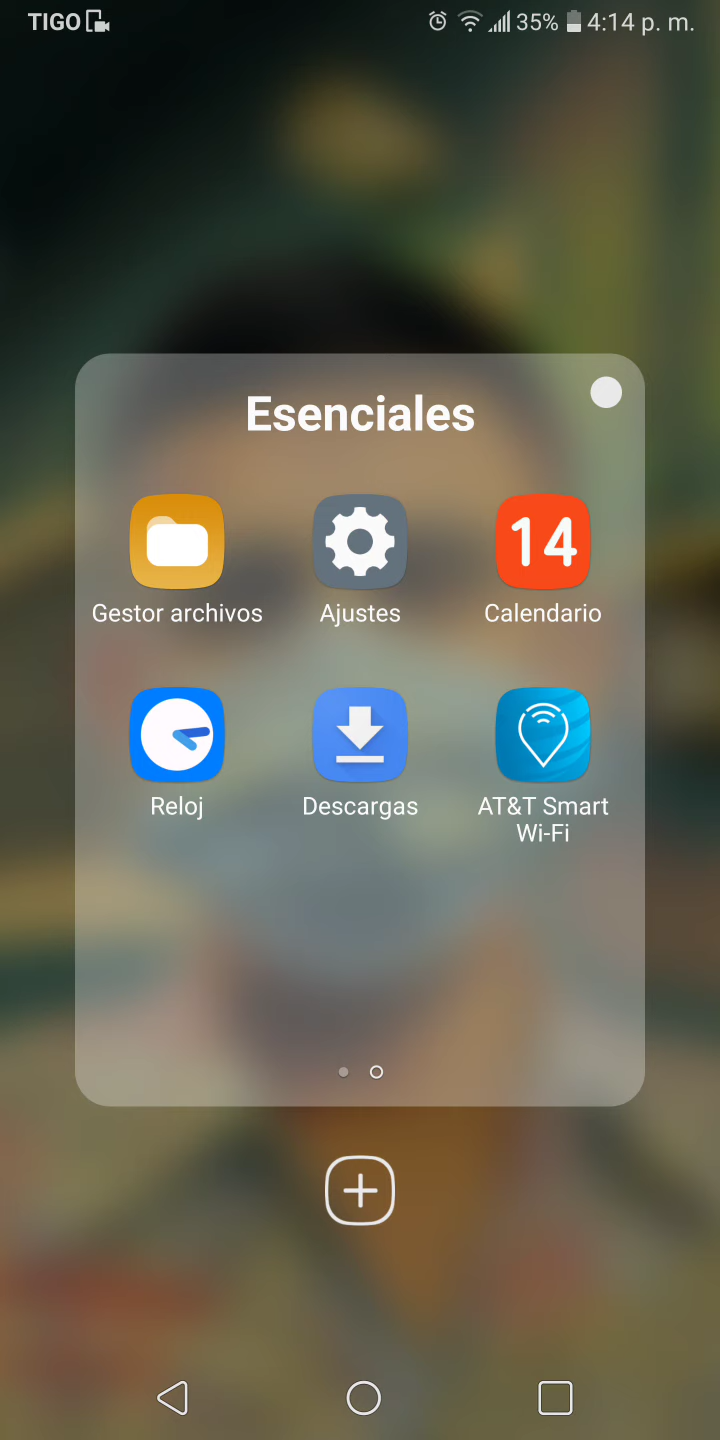 TIGO 35% 4:14 p. m.
Esenciales
14
Gestor archivos Ajustes Calendario
Reloj Descargas AT&T Smart
Wi-Fi